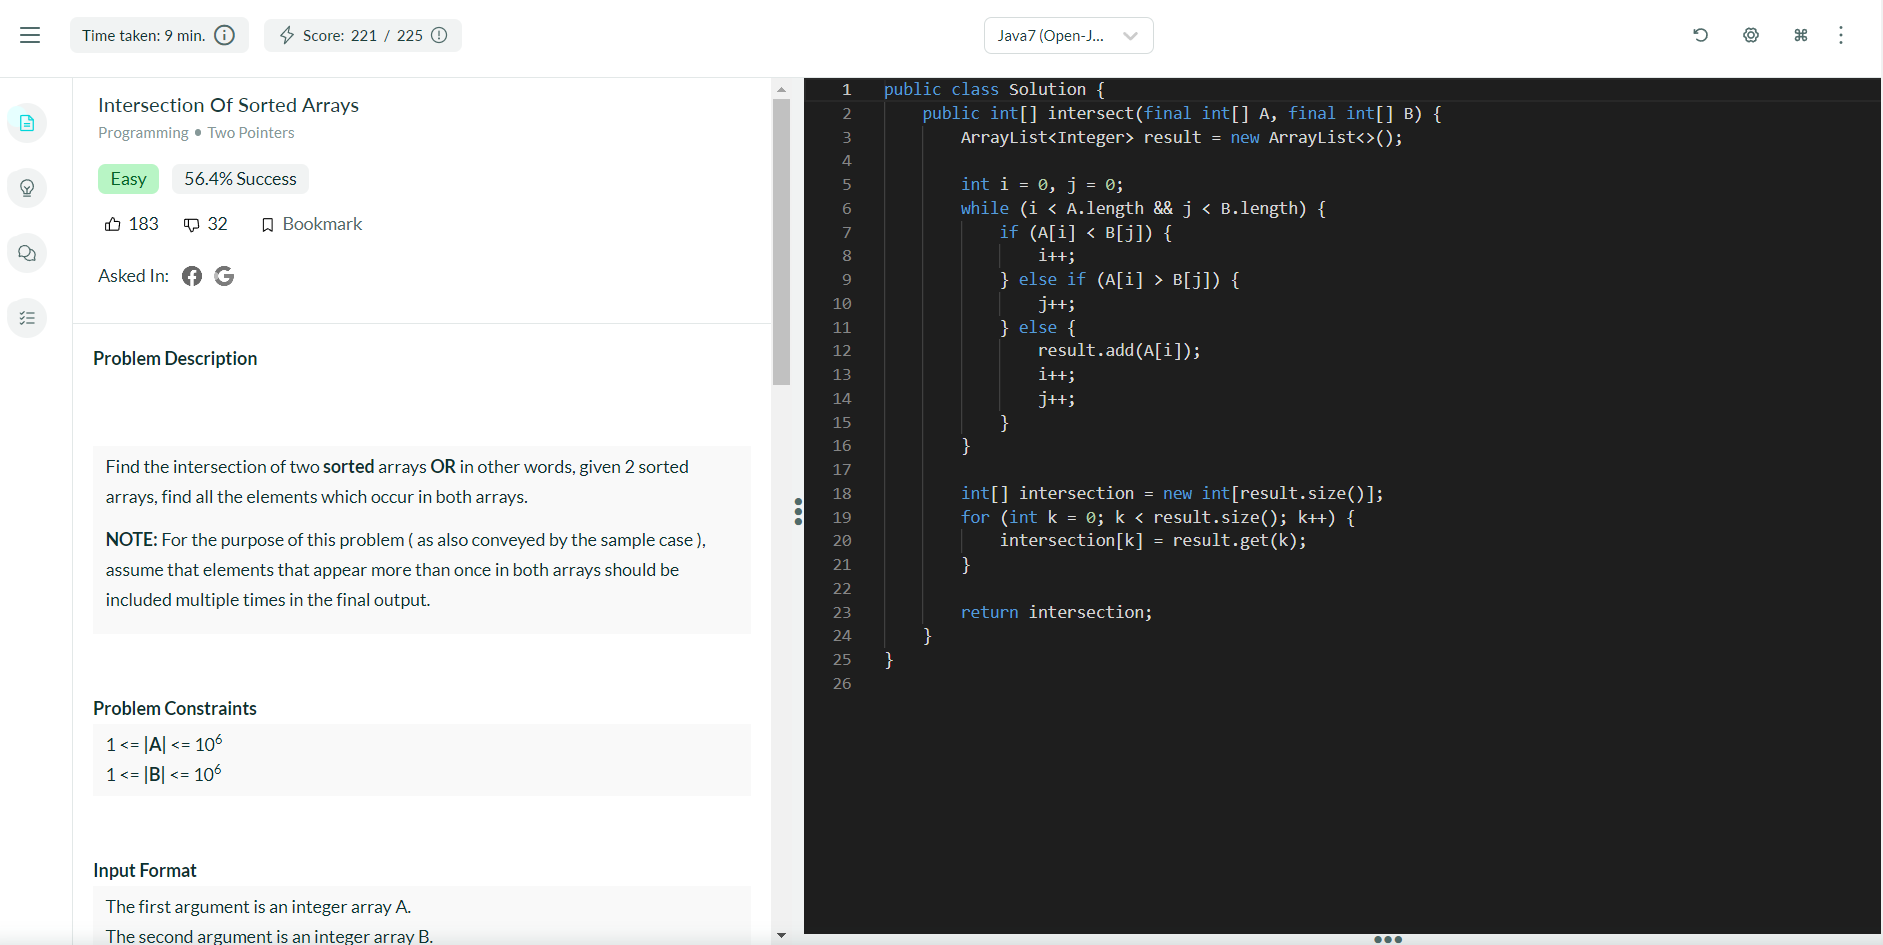 Time taken: 9 min.
Score: 221 / 225
Java7 (Open-J...
Intersection Of Sorted Arrays
Programming • Two Pointers
Easy
56.4% Success
183
32
Bookmark
Asked In:
Problem Description
Find the intersection of two sorted arrays OR in other words, given 2 sorted
arrays, find all the elements which occur in both arrays.
NOTE: For the purpose of this problem ( as also conveyed by the sample case ),
assume that elements that appear more than once in both arrays should be
included multiple times in the final output.
Problem Constraints
1 <= |A| <= 10⁶
1 <= |B| <= 10⁶
Input Format
The first argument is an integer array A.
The second argument is an integer array B.
1 public class Solution {
2     public int[] intersect(final int[] A, final int[] B) {
3         ArrayList<Integer> result = new ArrayList<>();
4
5         int i = 0, j = 0;
6         while (i < A.length && j < B.length) {
7             if (A[i] < B[j]) {
8                 i++;
9             } else if (A[i] > B[j]) {
10                 j++;
11             } else {
12                 result.add(A[i]);
13                 i++;
14                 j++;
15             }
16         }
17
18         int[] intersection = new int[result.size()];
19         for (int k = 0; k < result.size(); k++) {
20             intersection[k] = result.get(k);
21         }
22
23         return intersection;
24     }
25 }
26